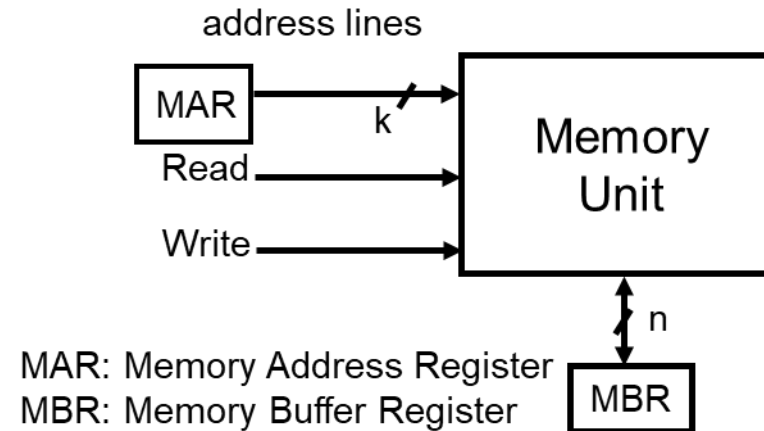 address lines
MAR
k
Read
Write
Memory
Unit
n
MAR: Memory Address Register
MBR: Memory Buffer Register
MBR